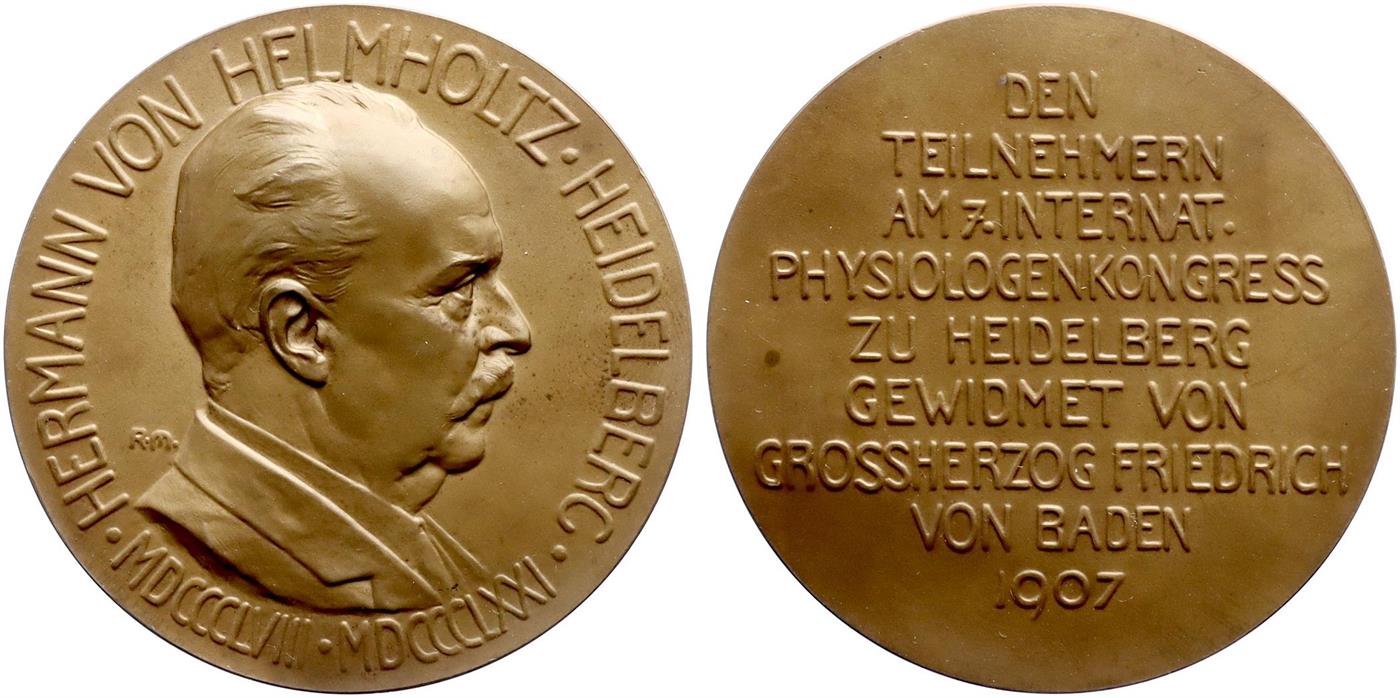 HERMANN VON HELMHOLTZ · HEIDELBERG ·
MDCCCLVIII · MDCCCLXXI ·
R·M·
DEN
TEILNEHMERN
AM 7. INTERNAT.
PHYSIOLOGENKONGRESS
ZU HEIDELBERG
GEWIDMET VON
GROSSHERZOG FRIEDRICH
VON BADEN
1907